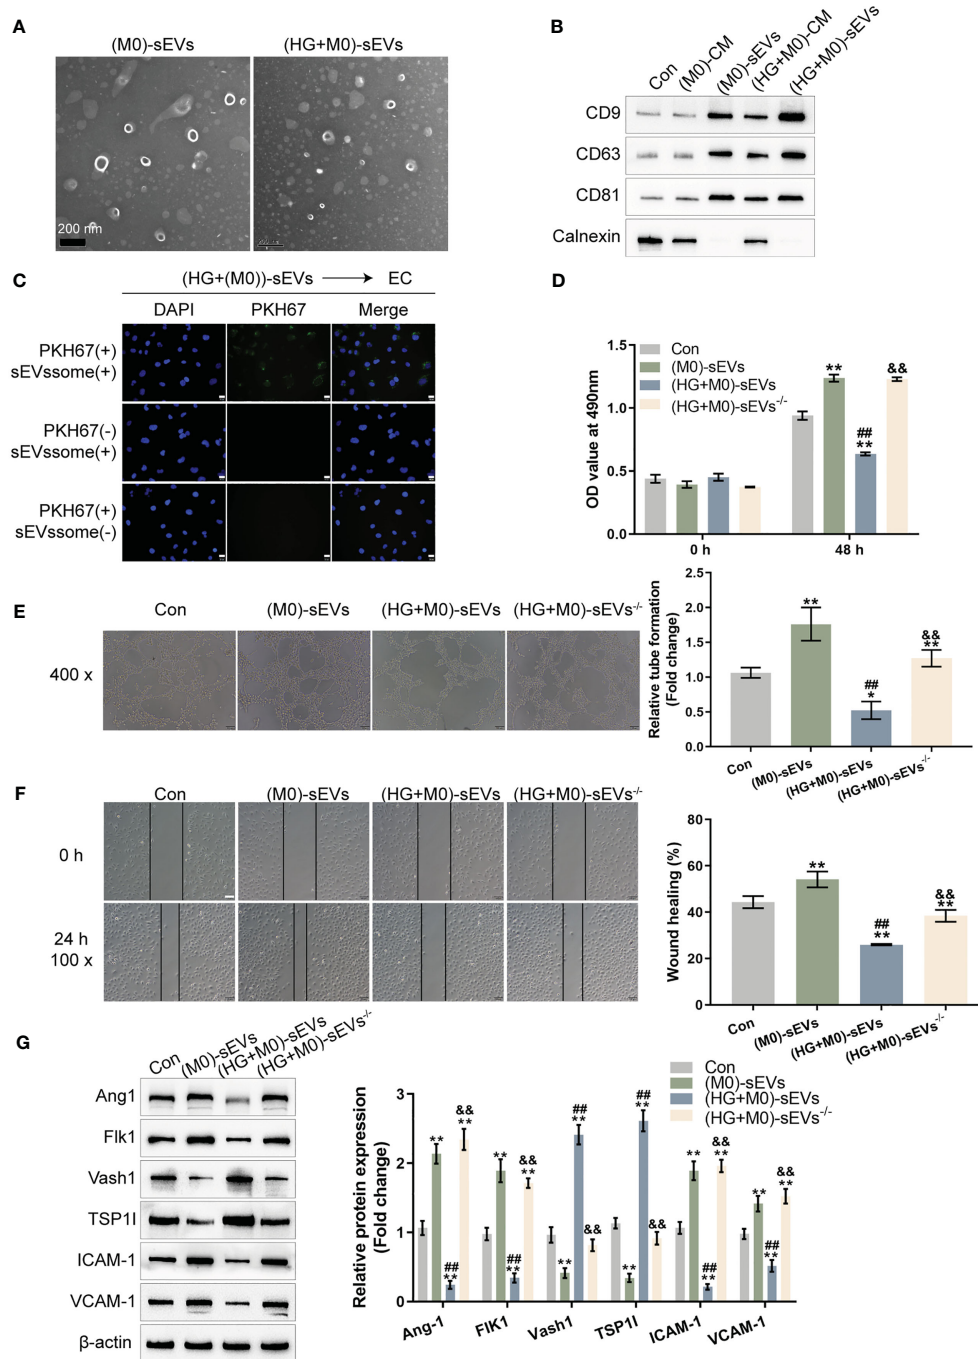 A
(M0)-sEVs
(HG+M0)-sEVs
200 nm
B
Con
(M0)-CM
(M0)-sEVs
(HG+M0)-CM
(HG+M0)-sEVs
CD9
CD63
CD81
Calnexin
C
(HG+(M0))-sEVs
EC
DAPI
PKH67
Merge
PKH67(+)
sEVssome(+)
PKH67(-)
sEVssome(+)
PKH67(+)
sEVssome(-)
D
Con
(M0)-sEVs
(HG+M0)-sEVs
(HG+M0)-sEVs-/-
OD value at 490nm
1.5
1.0
0.5
0.0
**
##
**
&&
0 h
48 h
E
Con
(M0)-sEVs
(HG+M0)-sEVs
(HG+M0)-sEVs-/-
400 x
Relative tube formation
(Fold change)
2.5
2.0
1.5
1.0
0.5
0.0
**
##
*
&&
**
Con
(M0)-sEVs
(HG+M0)-sEVs
(HG+M0)-sEVs-/-
F
Con
(M0)-sEVs
(HG+M0)-sEVs
(HG+M0)-sEVs-/-
0 h
24 h
100 x
Wound healing (%)
80
60
40
20
0
**
##
**
&&
**
Con
(M0)-sEVs
(HG+M0)-sEVs
(HG+M0)-sEVs-/-
G
Con
(M0)-sEVs
(HG+M0)-sEVs
(HG+M0)-sEVs-/-
Ang1
Flk1
Vash1
TSP1I
ICAM-1
VCAM-1
β-actin
Con
(M0)-sEVs
(HG+M0)-sEVs
(HG+M0)-sEVs-/-
Relative protein expression
(Fold change)
3
2
1
0
**
##
**
&&
**
**
##
**
&&
**
**
##
**
&&
**
##
**
&&
**
##
**
&&
**
**
##
**
&&
**
Ang-1
FlK1
Vash1
TSP1I
ICAM-1
VCAM-1